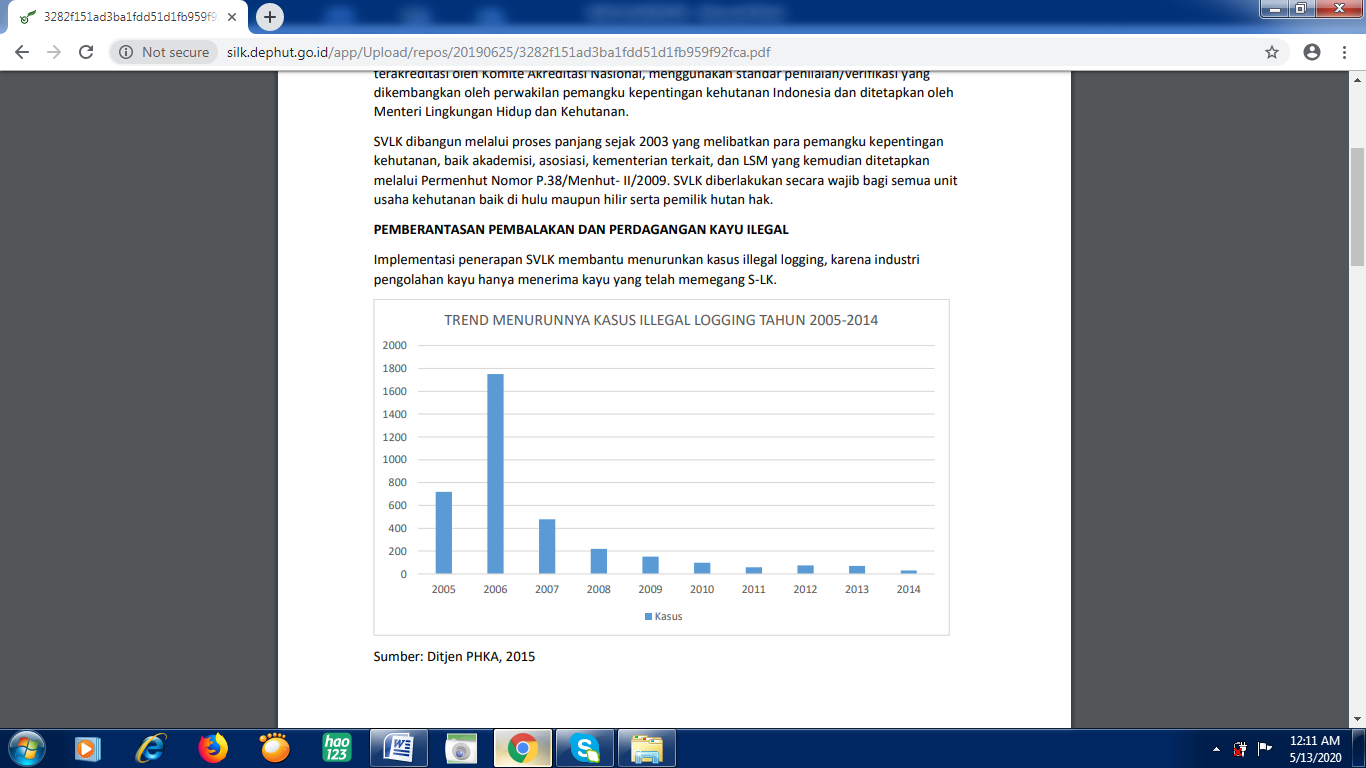 3282f151ad3ba1fdd51d1fb959f9
Not secure silk.dephut.go.id/app/Upload/repos/20190625/3282f151ad3ba1fdd51d1fb959f92fca.pdf
terakreditasi oleh Komite Akreditasi Nasional, menggunakan standar penilaian/verifikasi yang
dikembangkan oleh perwakilan pemangku kepentingan kehutanan Indonesia dan ditetapkan oleh
Menteri Lingkungan Hidup dan Kehutanan.
SVLK dibangun melalui proses panjang sejak 2003 yang melibatkan para pemangku kepentingan
kehutanan, baik akademisi, asosiasi, kementerian terkait, dan LSM yang kemudian ditetapkan
melalui Permenhut Nomor P.38/Menhut- II/2009. SVLK diberlakukan secara wajib bagi semua unit
usaha kehutanan baik di hulu maupun hilir serta pemilik hutan hak.
PEMBERANTASAN PEMBALAKAN DAN PERDAGANGAN KAYU ILEGAL
Implementasi penerapan SVLK membantu menurunkan kasus illegal logging, karena industri
pengolahan kayu hanya menerima kayu yang telah memegang S-LK.
TREND MENURUNNYA KASUS ILLEGAL LOGGING TAHUN 2005-2014
2000
1800
1600
1400
1200
1000
800
600
400
200
0
2005 2006 2007 2008 2009 2010 2011 2012 2013 2014
Kasus
Sumber: Ditjen PHKA, 2015
hao
123
12:11 AM
5/13/2020